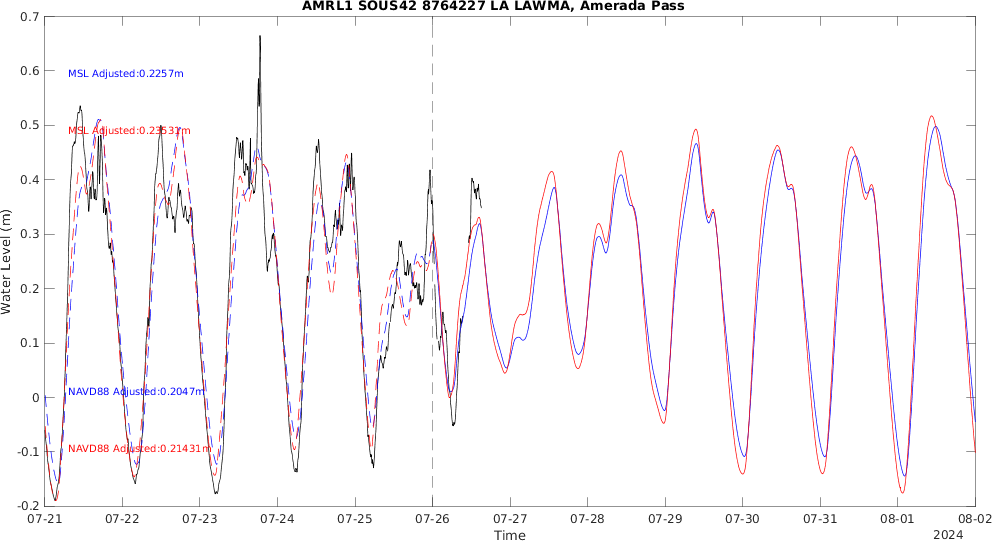 AMRL1 SOUS42 8764227 LA LAWMA, Amerada Pass
0.7
MSL Adjusted:0.2257m
0.6
MSL Adjusted:0.23531m
0.5
0.4
0.3
Water Level (m)
0.2
0.1
NAVD88 Adjusted:0.2047m
0
NAVD88 Adjusted:0.21431m
-0.1
-0.2
07-21 07-22 07-23 07-24 07-25 07-26 07-27 07-28 07-29 07-30 07-31 08-01 08-02
Time
2024